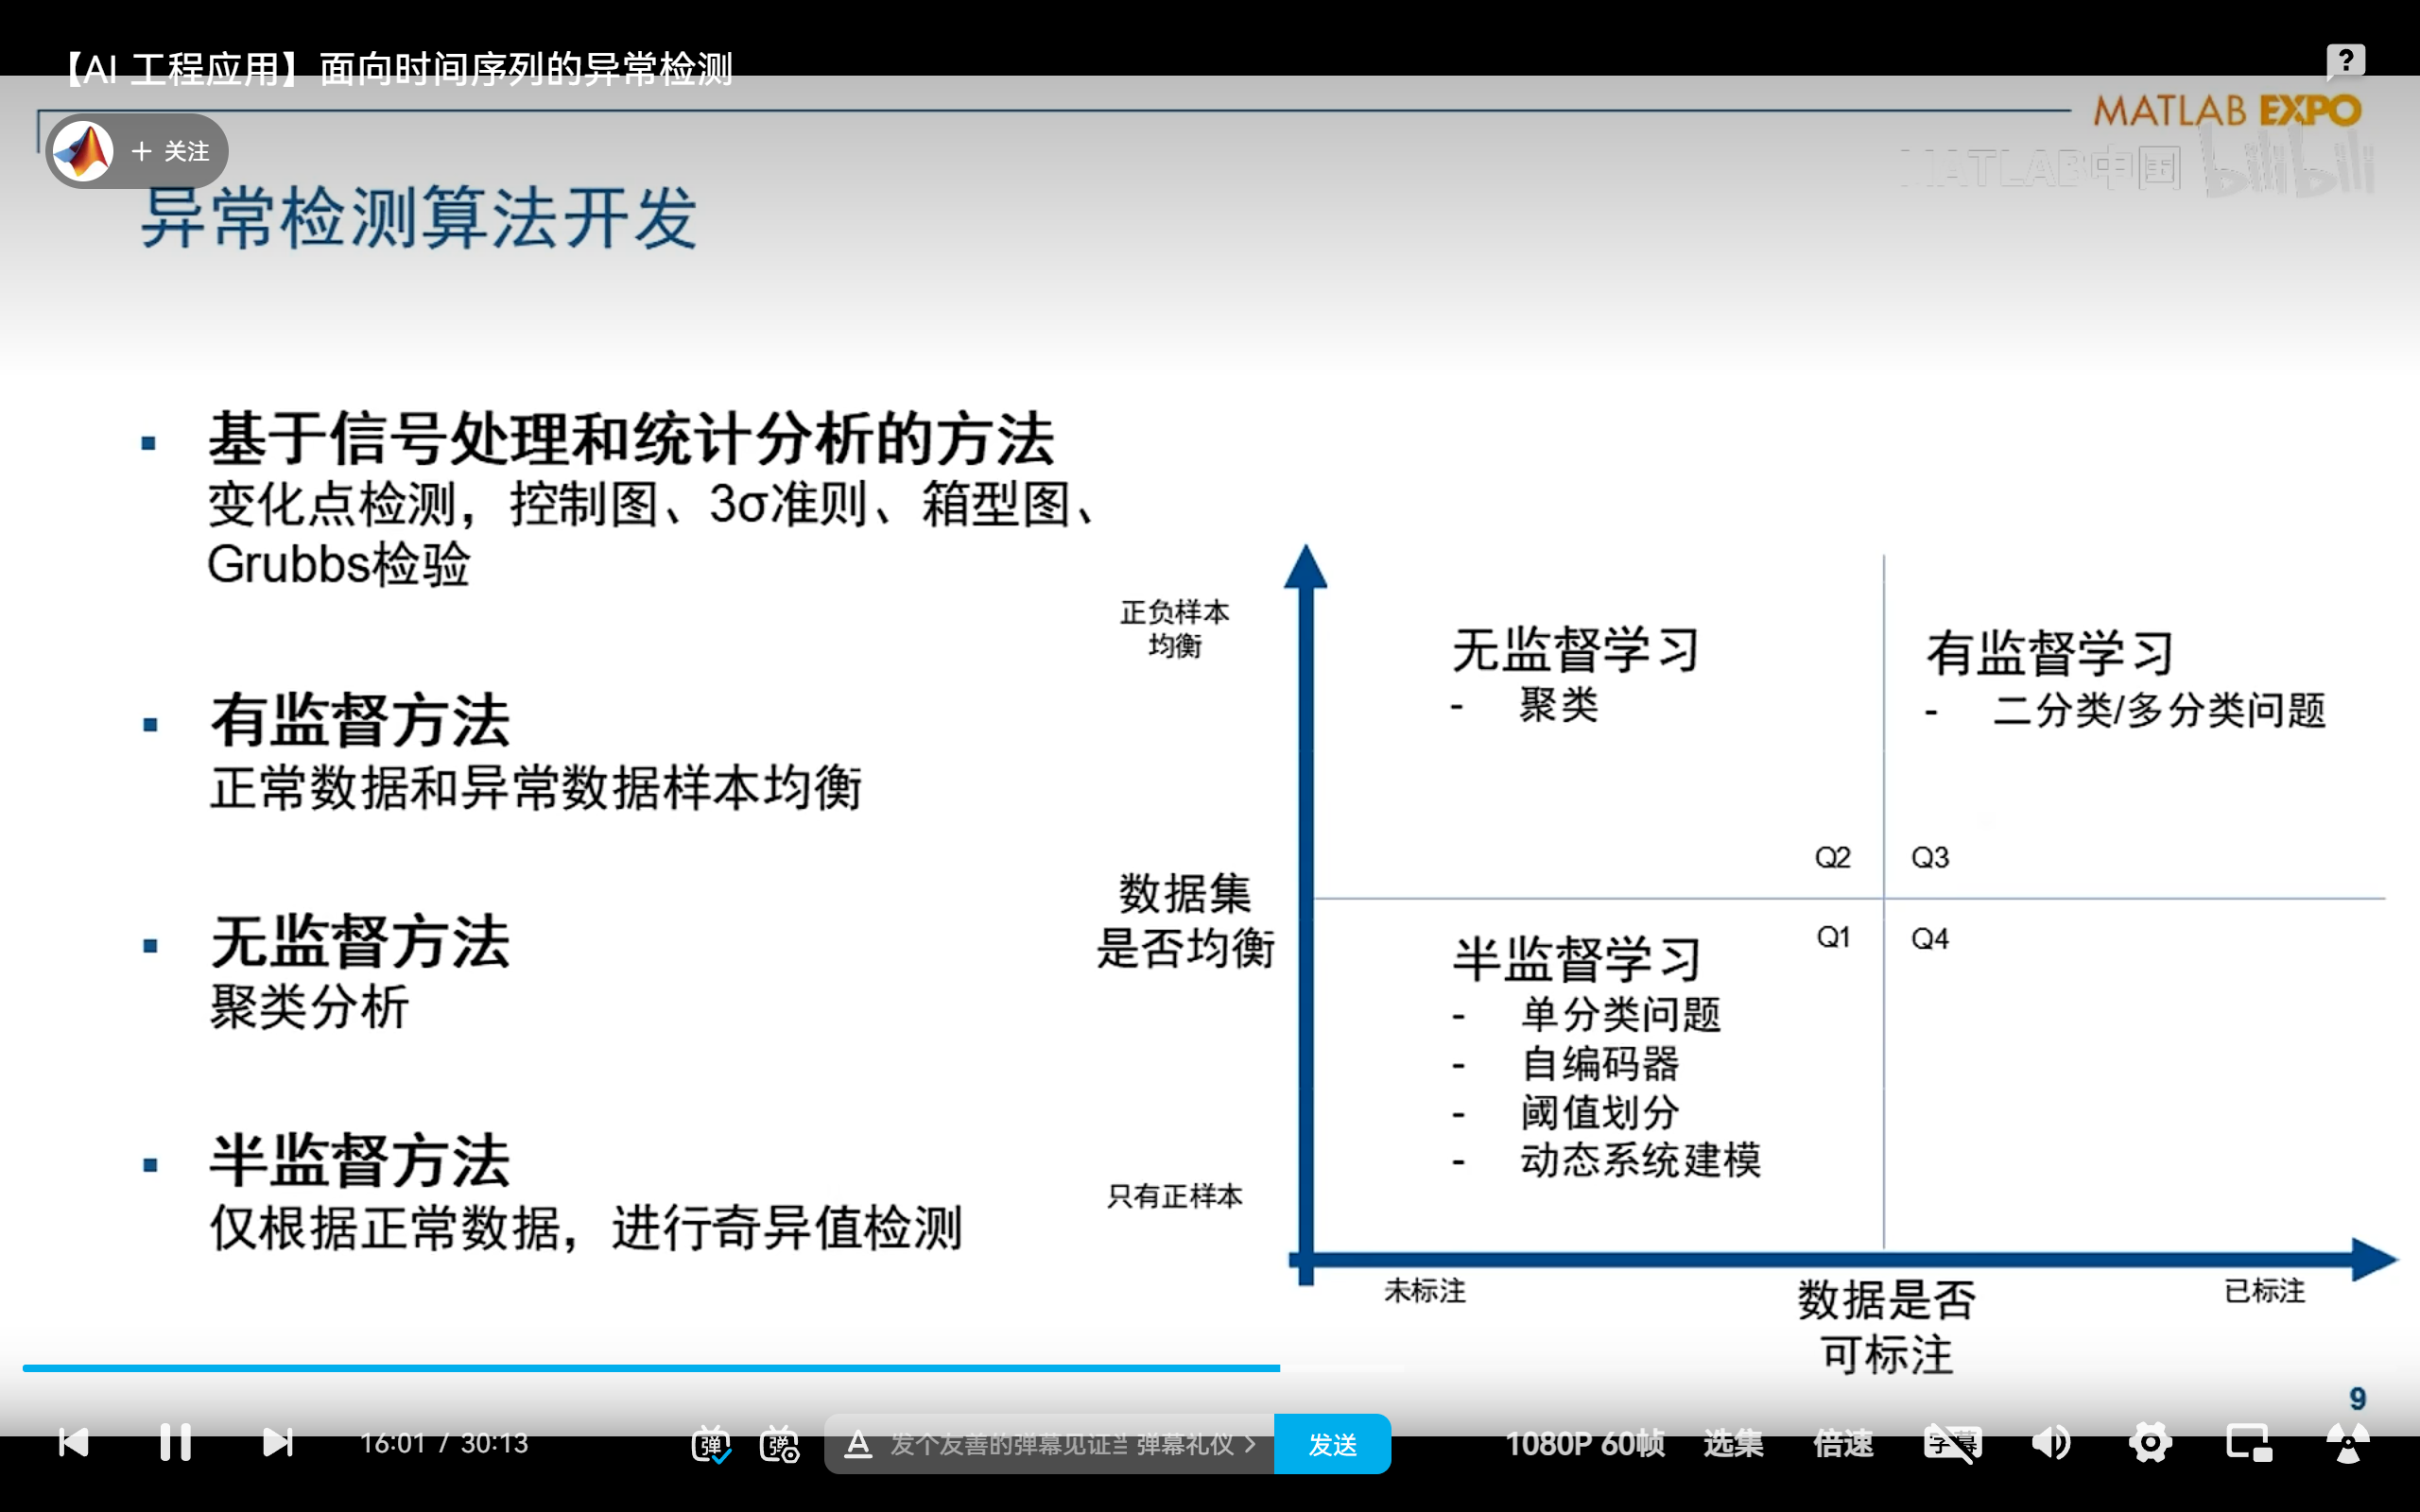 【AI 工程应用】面向时间序列的异常检测
?
MATLAB EXPO
+ 关注
MATLAB中国 bilibili
异常检测算法开发
▪ 基于信号处理和统计分析的方法
变化点检测，控制图、3σ准则、箱型图、
Grubbs检验
▪ 有监督方法
正常数据和异常数据样本均衡
▪ 无监督方法
聚类分析
▪ 半监督方法
仅根据正常数据，进行奇异值检测
正负样本
均衡
数据集
是否均衡
只有正样本
无监督学习
- 聚类
有监督学习
- 二分类/多分类问题
Q2 Q3
Q1 Q4
半监督学习
- 单分类问题
- 自编码器
- 阈值划分
- 动态系统建模
未标注
数据是否
可标注
已标注
9
16:01 / 30:13
弹
弹
A 发个友善的弹幕见证 弹幕礼仪 >
发送
1080P 60帧
选集
倍速
字幕